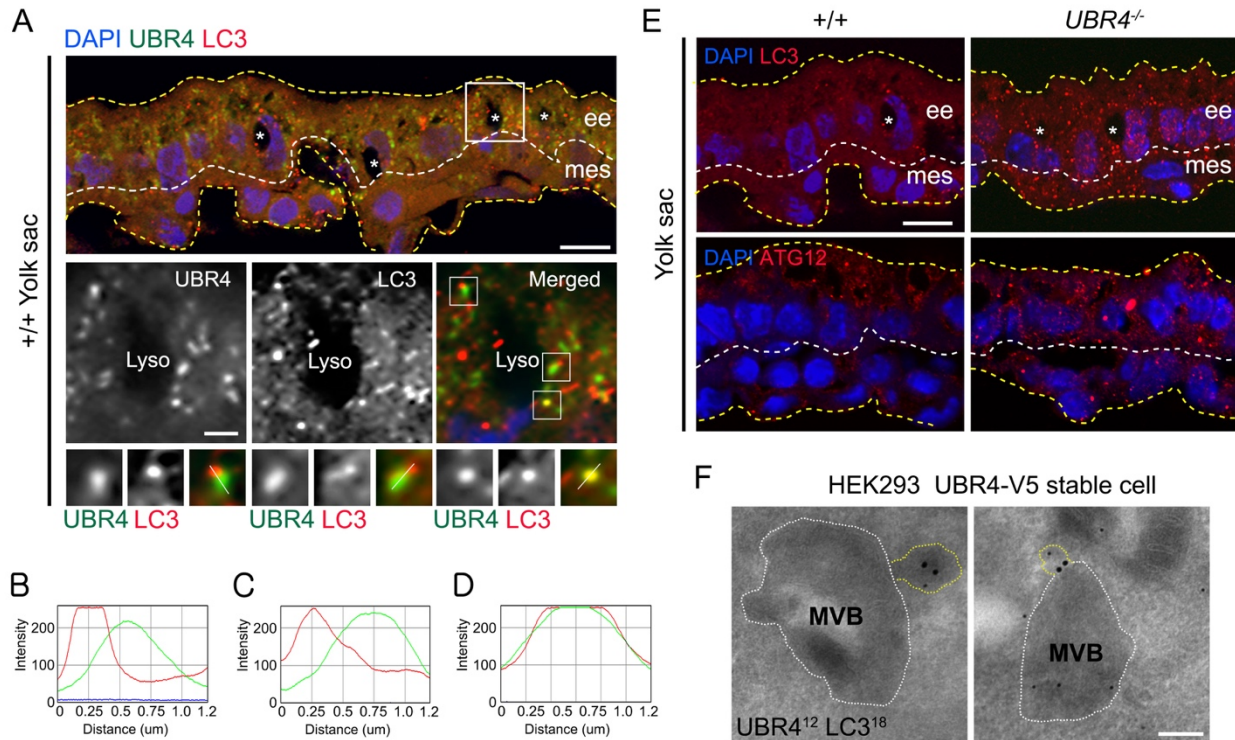 A
DAPI UBR4 LC3
+/+ Yolk sac
* * * *
ee
mes
UBR4 LC3 Merged
Lyso Lyso Lyso
UBR4 LC3 UBR4 LC3 UBR4 LC3
B
Intensity
200
100
0
0 0.25 0.5 0.75 1.0 1.2
Distance (um)
C
Intensity
200
100
0
0 0.25 0.5 0.75 1.0 1.2
Distance (um)
D
Intensity
200
100
0
0 0.25 0.5 0.75 1.0 1.2
Distance (um)
E
+/+ UBR4-/-
Yolk sac
DAPI LC3
* * *
ee ee
mes mes
DAPI ATG12
F
HEK293 UBR4-V5 stable cell
MVB MVB
UBR4¹² LC3¹⁸